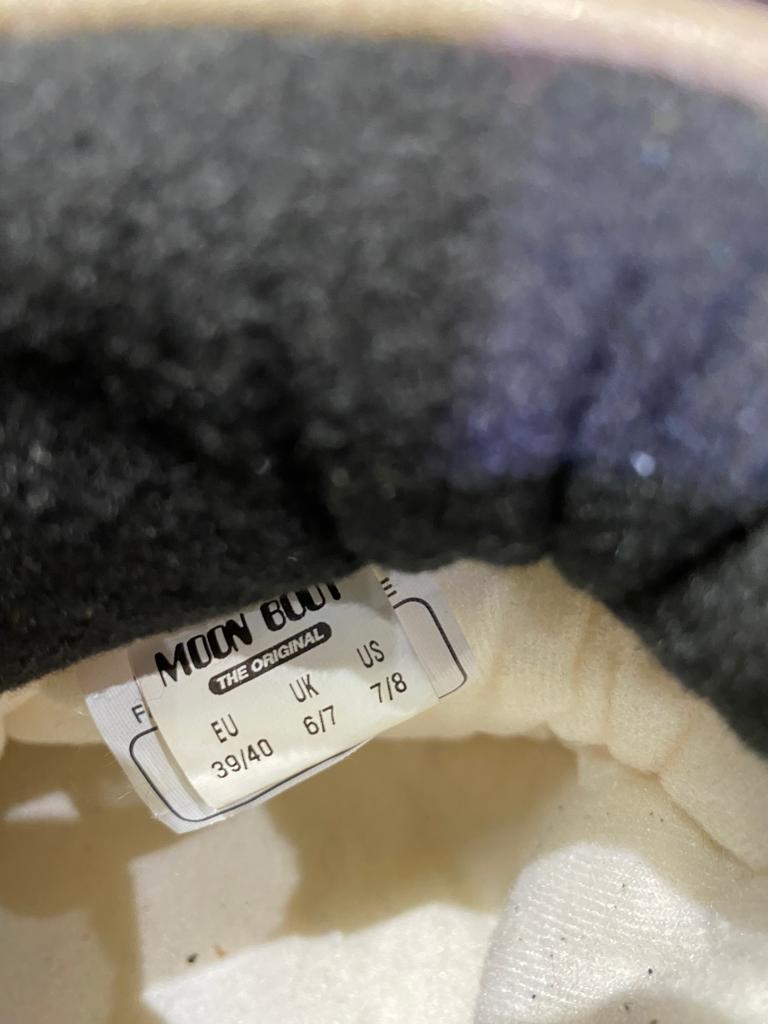 MOON BOOT
THE ORIGINAL
EU UK US
39/40 6/7 7/8